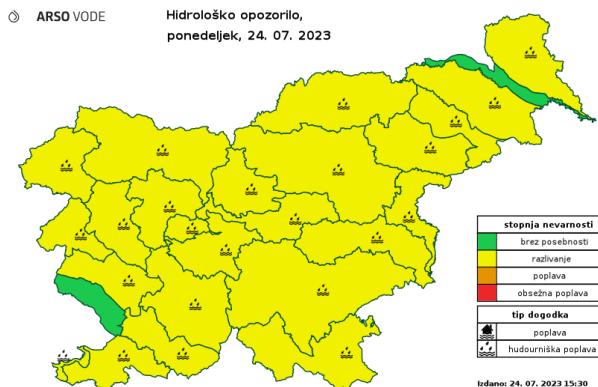 ARSO VODE
Hidrološko opozorilo,
ponedeljek, 24. 07. 2023
stopnja nevarnosti
brez posebnosti
razlivanje
poplava
obsežna poplava
tip dogodka
poplava
hudourniška poplava
Izdano: 24. 07. 2023 15:30